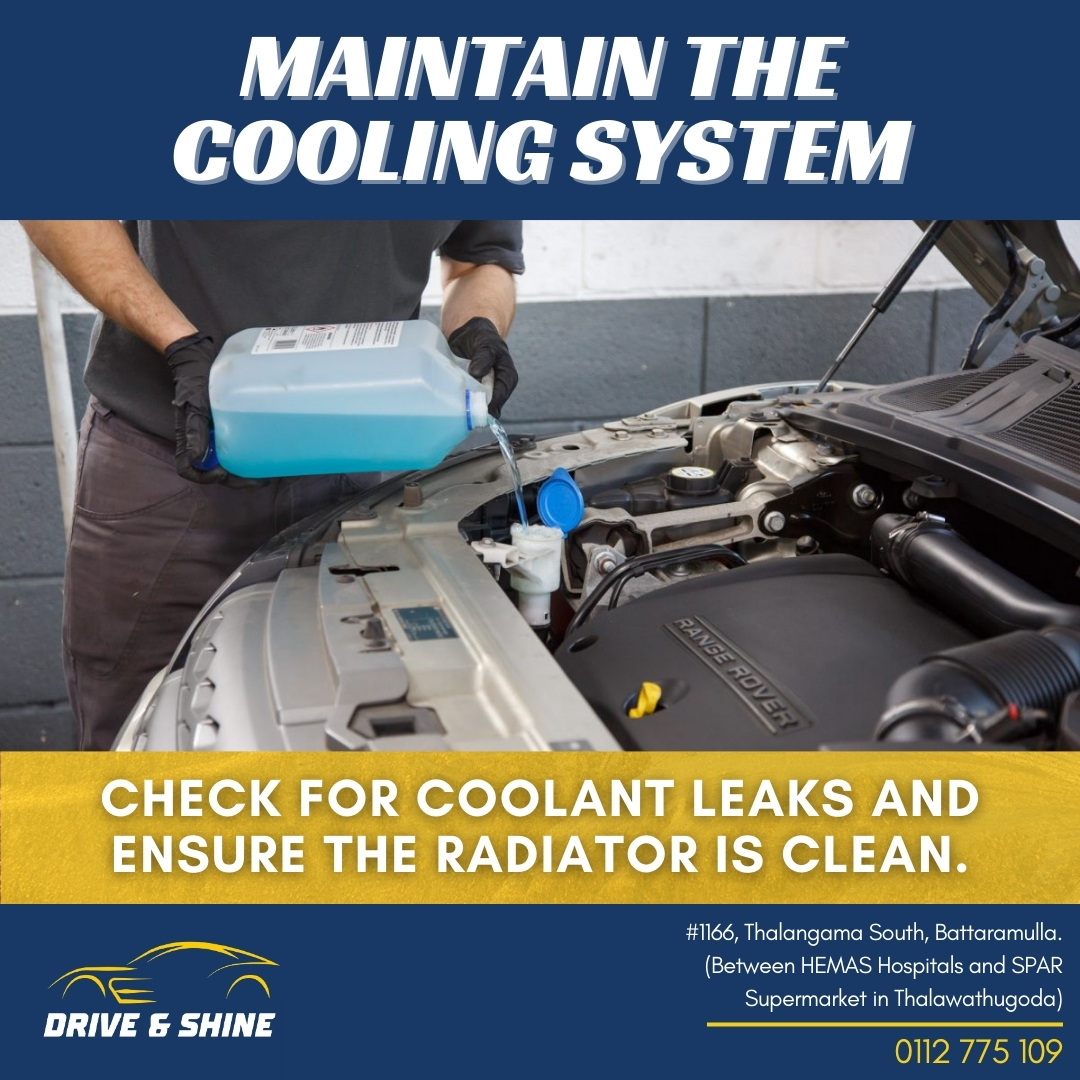 MAINTAIN THE
COOLING SYSTEM
RANGE ROVER
CHECK FOR COOLANT LEAKS AND
ENSURE THE RADIATOR IS CLEAN.
DRIVE & SHINE
#1166, Thalangama South, Battaramulla.
(Between HEMAS Hospitals and SPAR
Supermarket in Thalawathugoda)
0112 775 109